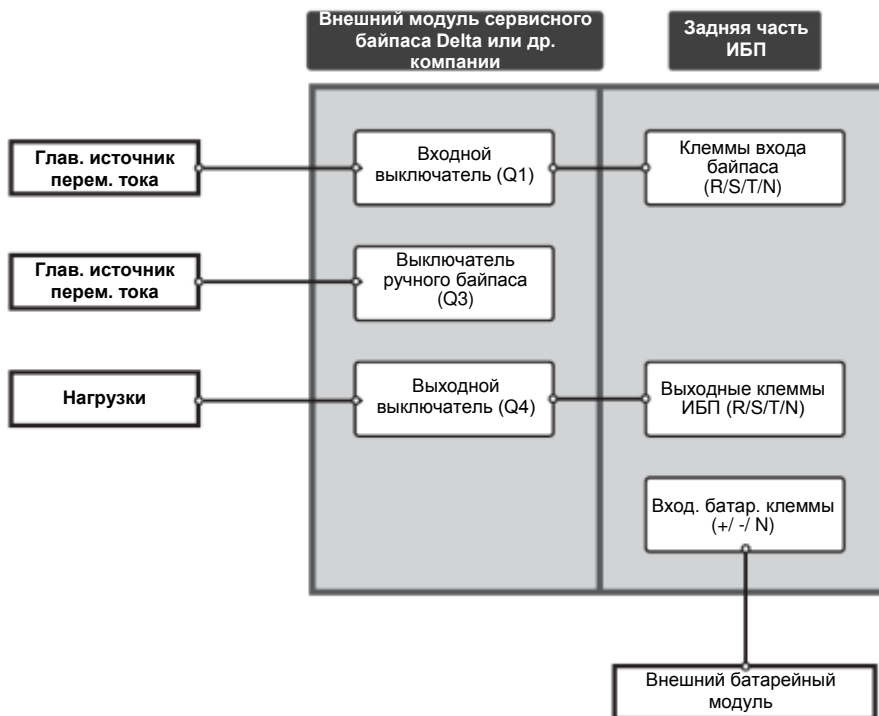 Внешний модуль сервисного
байпаса Delta или др.
компании
Задняя часть
ИБП
Глав. источник
перем. тока
Входной
выключатель (Q1)
Клеммы входа
байпаса
(R/S/T/N)
Глав. источник
перем. тока
Выключатель
ручного байпаса
(Q3)
Нагрузки
Выходной
выключатель (Q4)
Выходные клеммы
ИБП (R/S/T/N)
Вход. батар. клеммы
(+/ -/ N)
Внешний батарейный
модуль